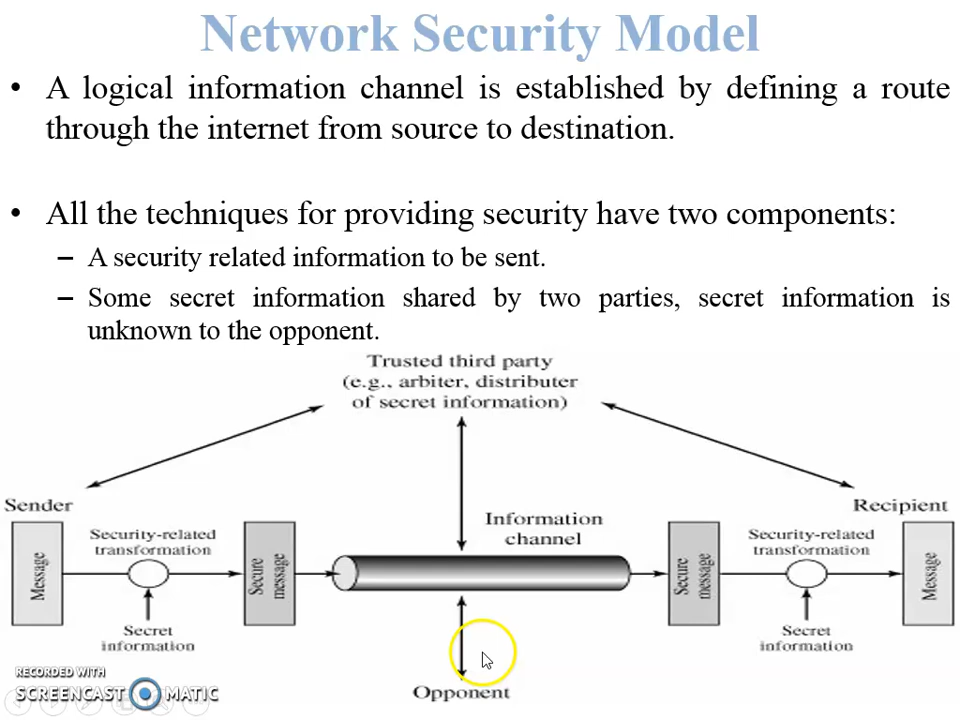 Network Security Model
• A logical information channel is established by defining a route
through the internet from source to destination.
• All the techniques for providing security have two components:
– A security related information to be sent.
– Some secret information shared by two parties, secret information is
unknown to the opponent.
Trusted third party
(e.g., arbiter, distributer
of secret information)
Sender
Recipient
Information
channel
Security-related
transformation
Security-related
transformation
Message
Secure
message
Secure
message
Message
Secret
information
Secret
information
Opponent
RECORDED WITH
SCREENCAST MATIC